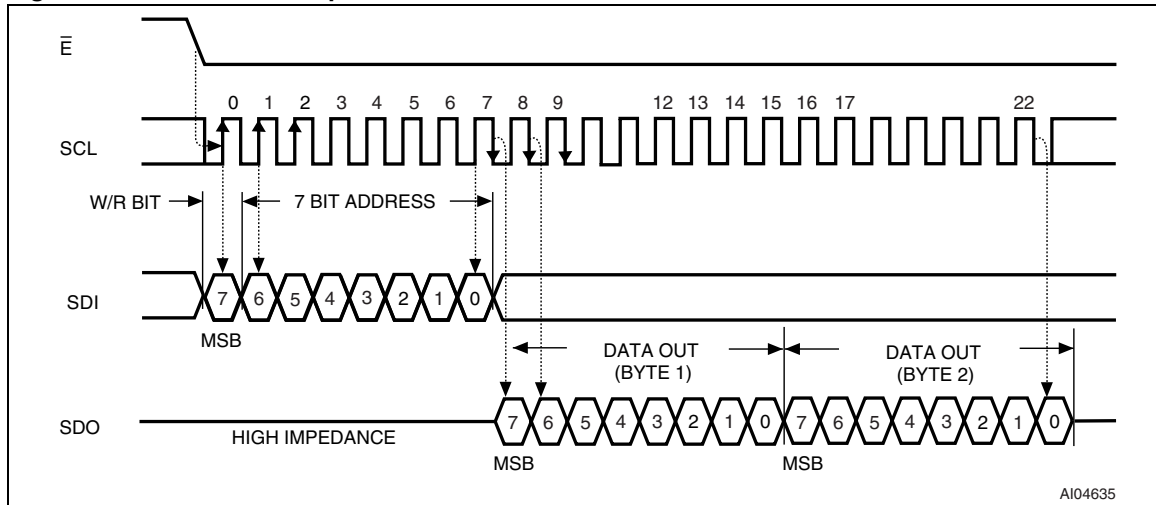 Ē
0 1 2 3 4 5 6 7 8 9 12 13 14 15 16 17 22
SCL
W/R BIT 7 BIT ADDRESS
SDI 7 6 5 4 3 2 1 0
MSB
DATA OUT DATA OUT
(BYTE 1) (BYTE 2)
SDO 7 6 5 4 3 2 1 0 7 6 5 4 3 2 1 0
HIGH IMPEDANCE
MSB MSB
AI04635